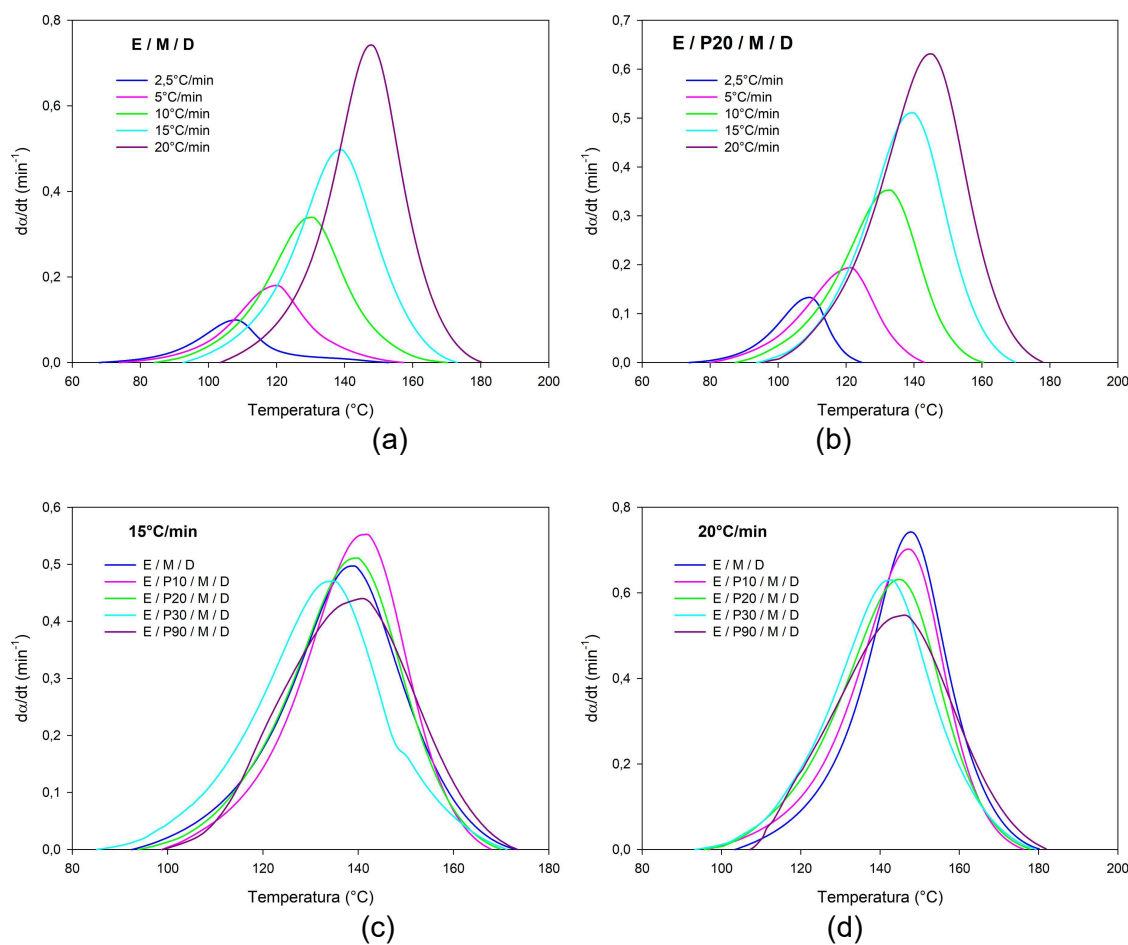 E / M / D
2,5°C/min
5°C/min
10°C/min
15°C/min
20°C/min
dα/dt (min⁻¹)
0,8
0,6
0,4
0,2
0,0
60 80 100 120 140 160 180 200
Temperatura (°C)
(a)
E / P20 / M / D
2,5°C/min
5°C/min
10°C/min
15°C/min
20°C/min
dα/dt (min⁻¹)
0,7
0,6
0,5
0,4
0,3
0,2
0,1
0,0
60 80 100 120 140 160 180 200
Temperatura (°C)
(b)
15°C/min
E / M / D
E / P10 / M / D
E / P20 / M / D
E / P30 / M / D
E / P90 / M / D
dα/dt (min⁻¹)
0,6
0,5
0,4
0,3
0,2
0,1
0,0
80 100 120 140 160 180
Temperatura (°C)
(c)
20°C/min
E / M / D
E / P10 / M / D
E / P20 / M / D
E / P30 / M / D
E / P90 / M / D
dα/dt (min⁻¹)
0,8
0,6
0,4
0,2
0,0
80 100 120 140 160 180 200
Temperatura (°C)
(d)